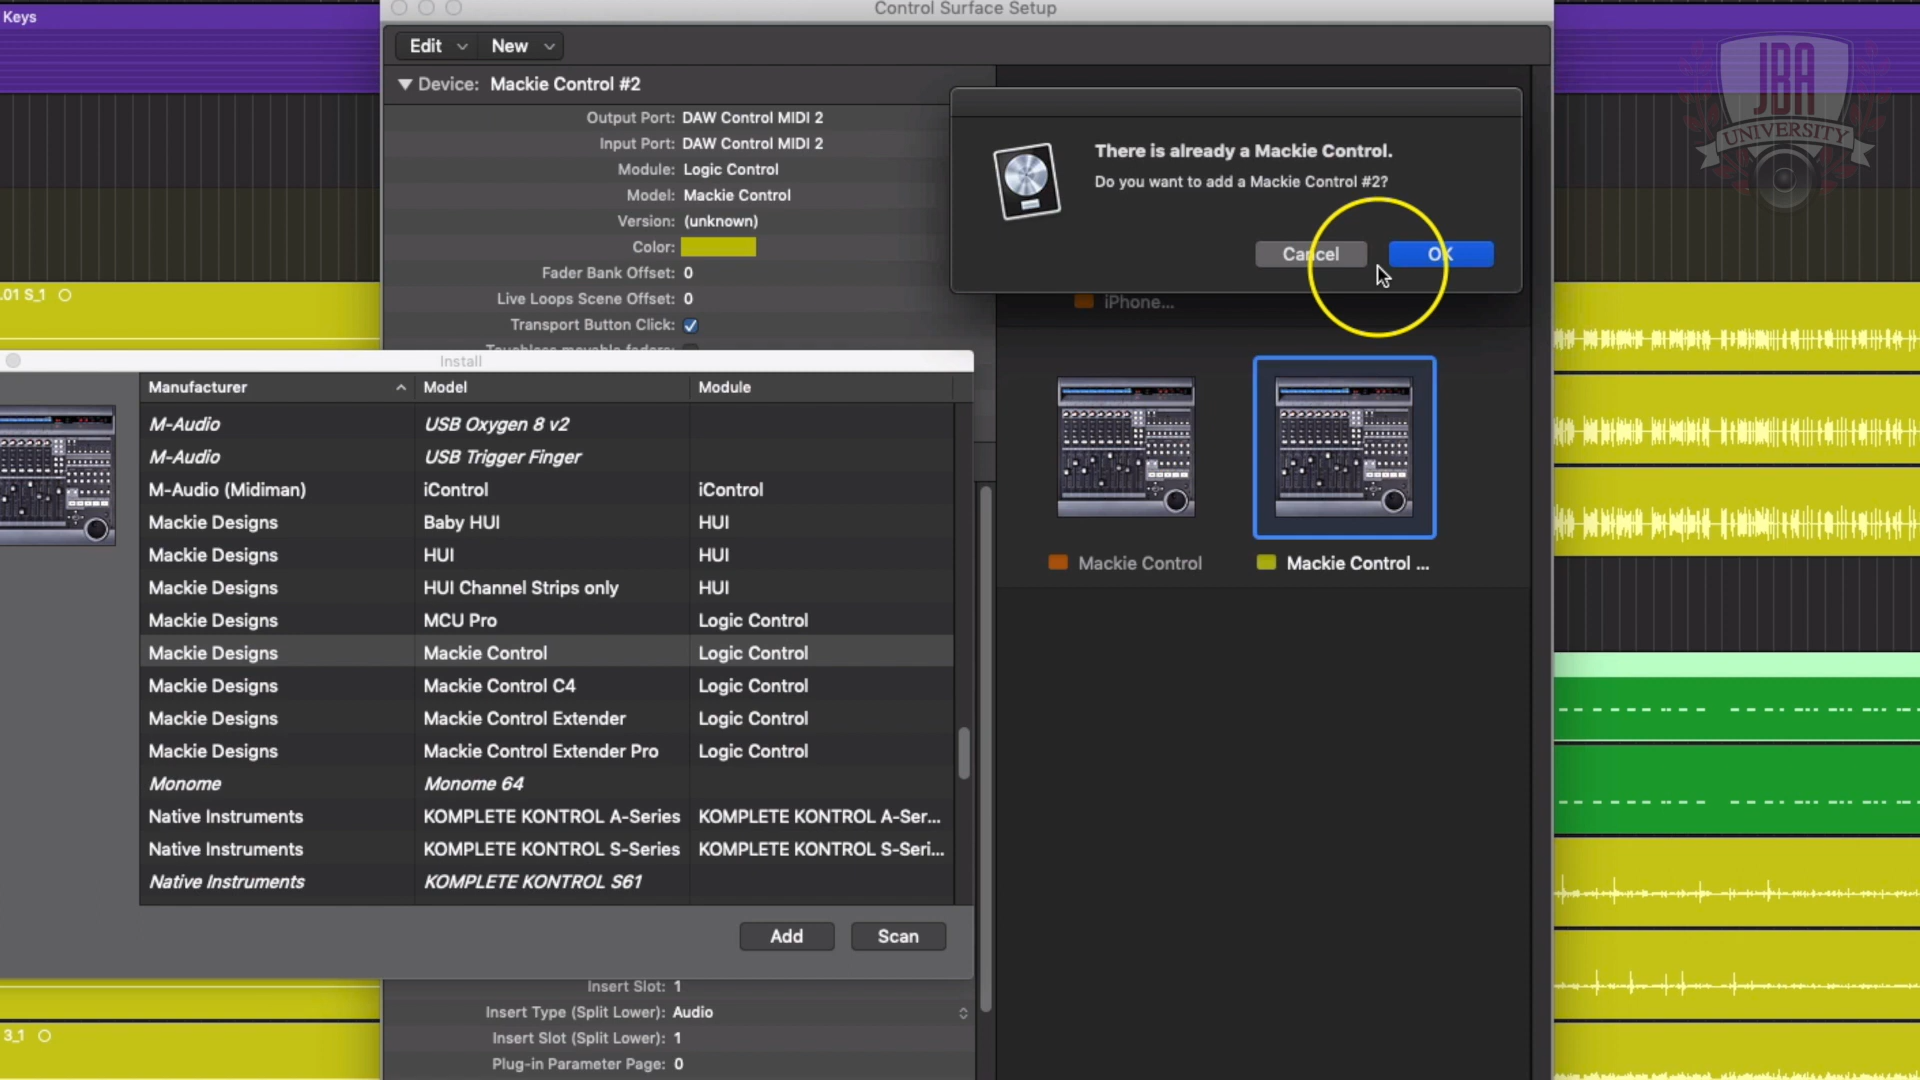 Keys
Control Surface Setup
Edit New
Device: Mackie Control #2
Output Port: DAW Control MIDI 2
Input Port: DAW Control MIDI 2
Module: Logic Control
Model: Mackie Control
Version: (unknown)
Color:
Fader Bank Offset: 0
Live Loops Scene Offset: 0
Transport Button Click:
There is already a Mackie Control.
Do you want to add a Mackie Control #2?
Cancel OK
iPhone...
JBA
UNIVERSITY
.01 S_1
Install
Manufacturer Model Module
M-Audio USB Oxygen 8 v2
M-Audio USB Trigger Finger
M-Audio (Midiman) iControl iControl
Mackie Designs Baby HUI HUI
Mackie Designs HUI HUI
Mackie Designs HUI Channel Strips only HUI
Mackie Designs MCU Pro Logic Control
Mackie Designs Mackie Control Logic Control
Mackie Designs Mackie Control C4 Logic Control
Mackie Designs Mackie Control Extender Logic Control
Mackie Designs Mackie Control Extender Pro Logic Control
Monome Monome 64
Native Instruments KOMPLETE KONTROL A-Series KOMPLETE KONTROL A-Ser...
Native Instruments KOMPLETE KONTROL S-Series KOMPLETE KONTROL S-Seri...
Native Instruments KOMPLETE KONTROL S61
Add Scan
Mackie Control Mackie Control ...
Insert Slot: 1
Insert Type (Split Lower): Audio
Insert Slot (Split Lower): 1
Plug-in Parameter Page: 0
3_1